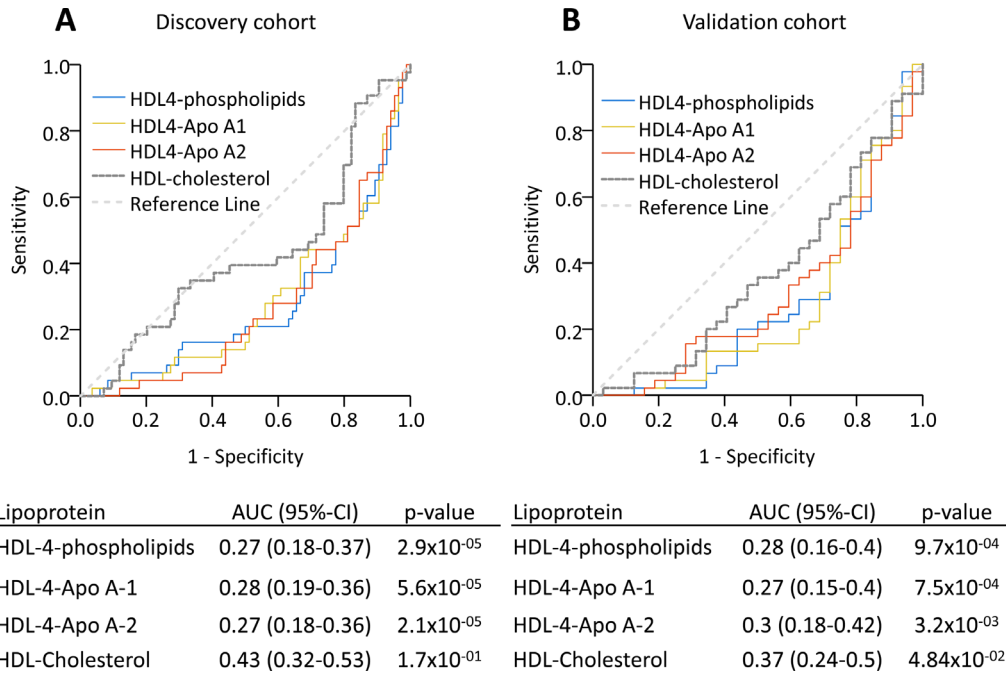 A Discovery cohort
1.0
0.8
0.6
0.4
0.2
0.0
Sensitivity
HDL4-phospholipids
HDL4-Apo A1
HDL4-Apo A2
HDL-cholesterol
Reference Line
0.0 0.2 0.4 0.6 0.8 1.0
1 - Specificity
B Validation cohort
1.0
0.8
0.6
0.4
0.2
0.0
Sensitivity
HDL4-phospholipids
HDL4-Apo A1
HDL4-Apo A2
HDL-cholesterol
Reference Line
0.0 0.2 0.4 0.6 0.8 1.0
1 - Specificity
Lipoprotein AUC (95%-CI) p-value
HDL-4-phospholipids 0.27 (0.18-0.37) 2.9x10⁻⁰⁵
HDL-4-Apo A-1 0.28 (0.19-0.36) 5.6x10⁻⁰⁵
HDL-4-Apo A-2 0.27 (0.18-0.36) 2.1x10⁻⁰⁵
HDL-Cholesterol 0.43 (0.32-0.53) 1.7x10⁻⁰¹
Lipoprotein AUC (95%-CI) p-value
HDL-4-phospholipids 0.28 (0.16-0.4) 9.7x10⁻⁰⁴
HDL-4-Apo A-1 0.27 (0.15-0.4) 7.5x10⁻⁰⁴
HDL-4-Apo A-2 0.3 (0.18-0.42) 3.2x10⁻⁰³
HDL-Cholesterol 0.37 (0.24-0.5) 4.84x10⁻⁰²